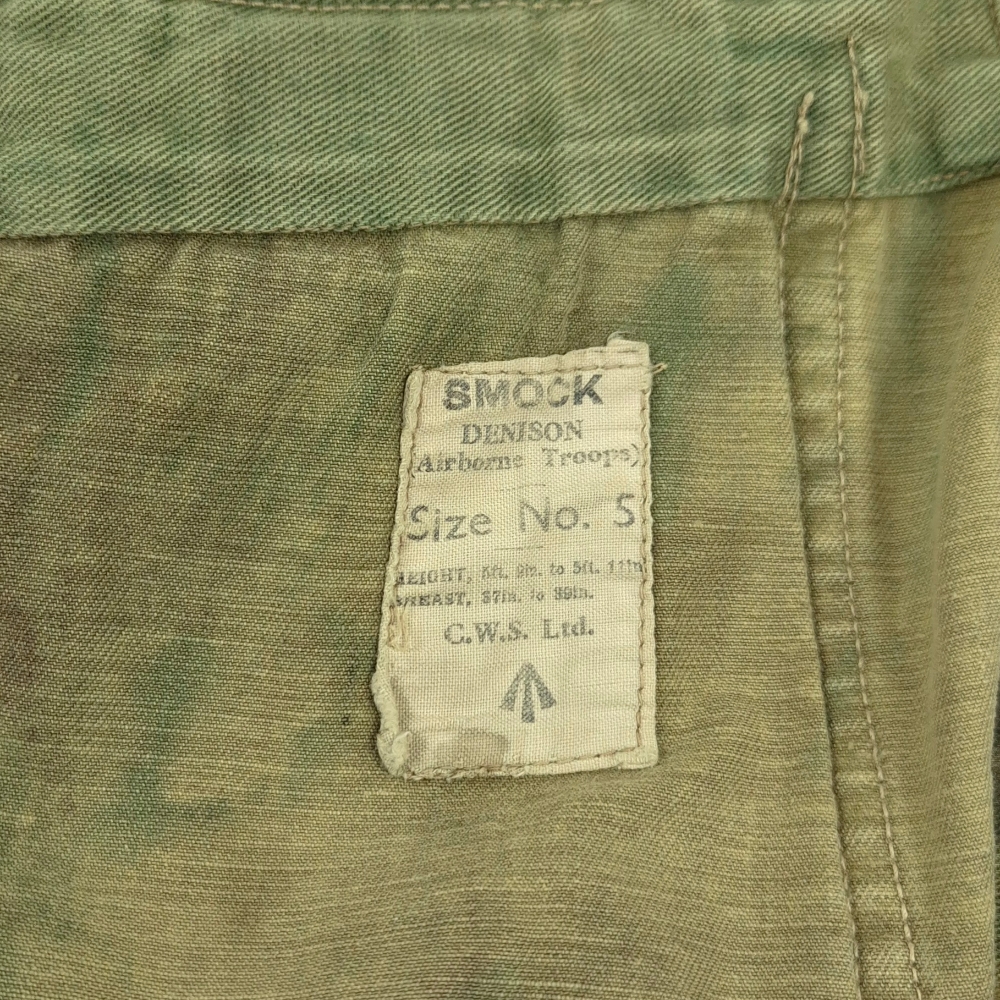 SMOCK
DENISON
(Airborne Troops)
Size No. 5
HEIGHT, 5ft. 9in. to 5ft. 11in
BREAST, 37in. to 39in.
C.W.S. Ltd.